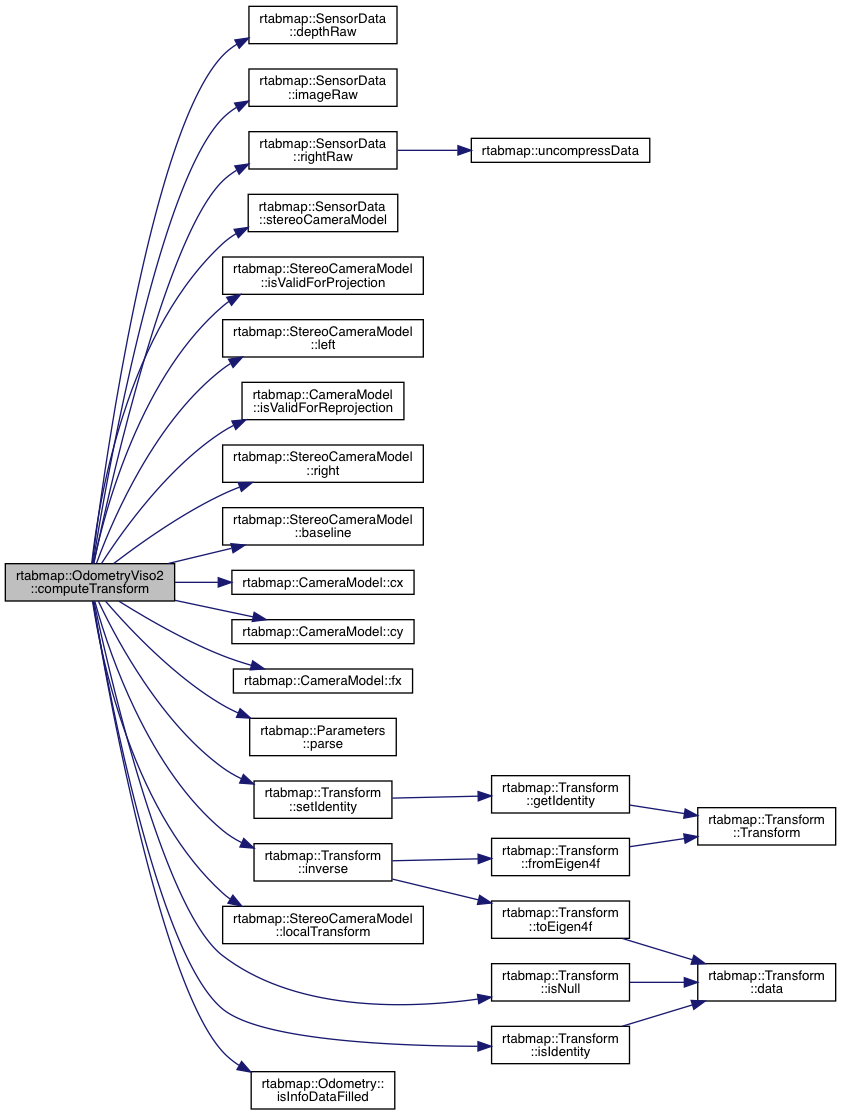 rtabmap::SensorData
::depthRaw
rtabmap::SensorData
::imageRaw
rtabmap::SensorData
::rightRaw
rtabmap::uncompressData
rtabmap::SensorData
::stereoCameraModel
rtabmap::StereoCameraModel
::isValidForProjection
rtabmap::StereoCameraModel
::left
rtabmap::CameraModel
::isValidForReprojection
rtabmap::StereoCameraModel
::right
rtabmap::StereoCameraModel
::baseline
rtabmap::OdometryViso2
::computeTransform
rtabmap::CameraModel::cx
rtabmap::CameraModel::cy
rtabmap::CameraModel::fx
rtabmap::Parameters
::parse
rtabmap::Transform
::setIdentity
rtabmap::Transform
::getIdentity
rtabmap::Transform
::Transform
rtabmap::Transform
::inverse
rtabmap::Transform
::fromEigen4f
rtabmap::StereoCameraModel
::localTransform
rtabmap::Transform
::toEigen4f
rtabmap::Transform
::isNull
rtabmap::Transform
::data
rtabmap::Transform
::isIdentity
rtabmap::Odometry::
isInfoDataFilled